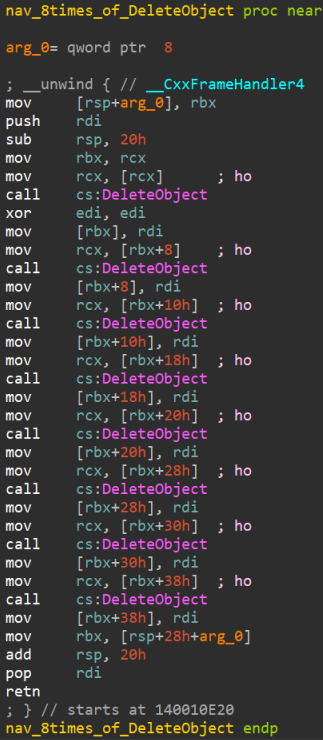 nav_8times_of_DeleteObject proc near
arg_0= qword ptr  8
; __unwind { // __CxxFrameHandler4
mov     [rsp+arg_0], rbx
push    rdi
sub     rsp, 20h
mov     rbx, rcx
mov     rcx, [rcx]      ; ho
call    cs:DeleteObject
xor     edi, edi
mov     [rbx], rdi
mov     rcx, [rbx+8]    ; ho
call    cs:DeleteObject
mov     [rbx+8], rdi
mov     rcx, [rbx+10h]  ; ho
call    cs:DeleteObject
mov     [rbx+10h], rdi
mov     rcx, [rbx+18h]  ; ho
call    cs:DeleteObject
mov     [rbx+18h], rdi
mov     rcx, [rbx+20h]  ; ho
call    cs:DeleteObject
mov     [rbx+20h], rdi
mov     rcx, [rbx+28h]  ; ho
call    cs:DeleteObject
mov     [rbx+28h], rdi
mov     rcx, [rbx+30h]  ; ho
call    cs:DeleteObject
mov     [rbx+30h], rdi
mov     rcx, [rbx+38h]  ; ho
call    cs:DeleteObject
mov     [rbx+38h], rdi
mov     rbx, [rsp+28h+arg_0]
add     rsp, 20h
pop     rdi
retn
; } // starts at 140010E20
nav_8times_of_DeleteObject endp